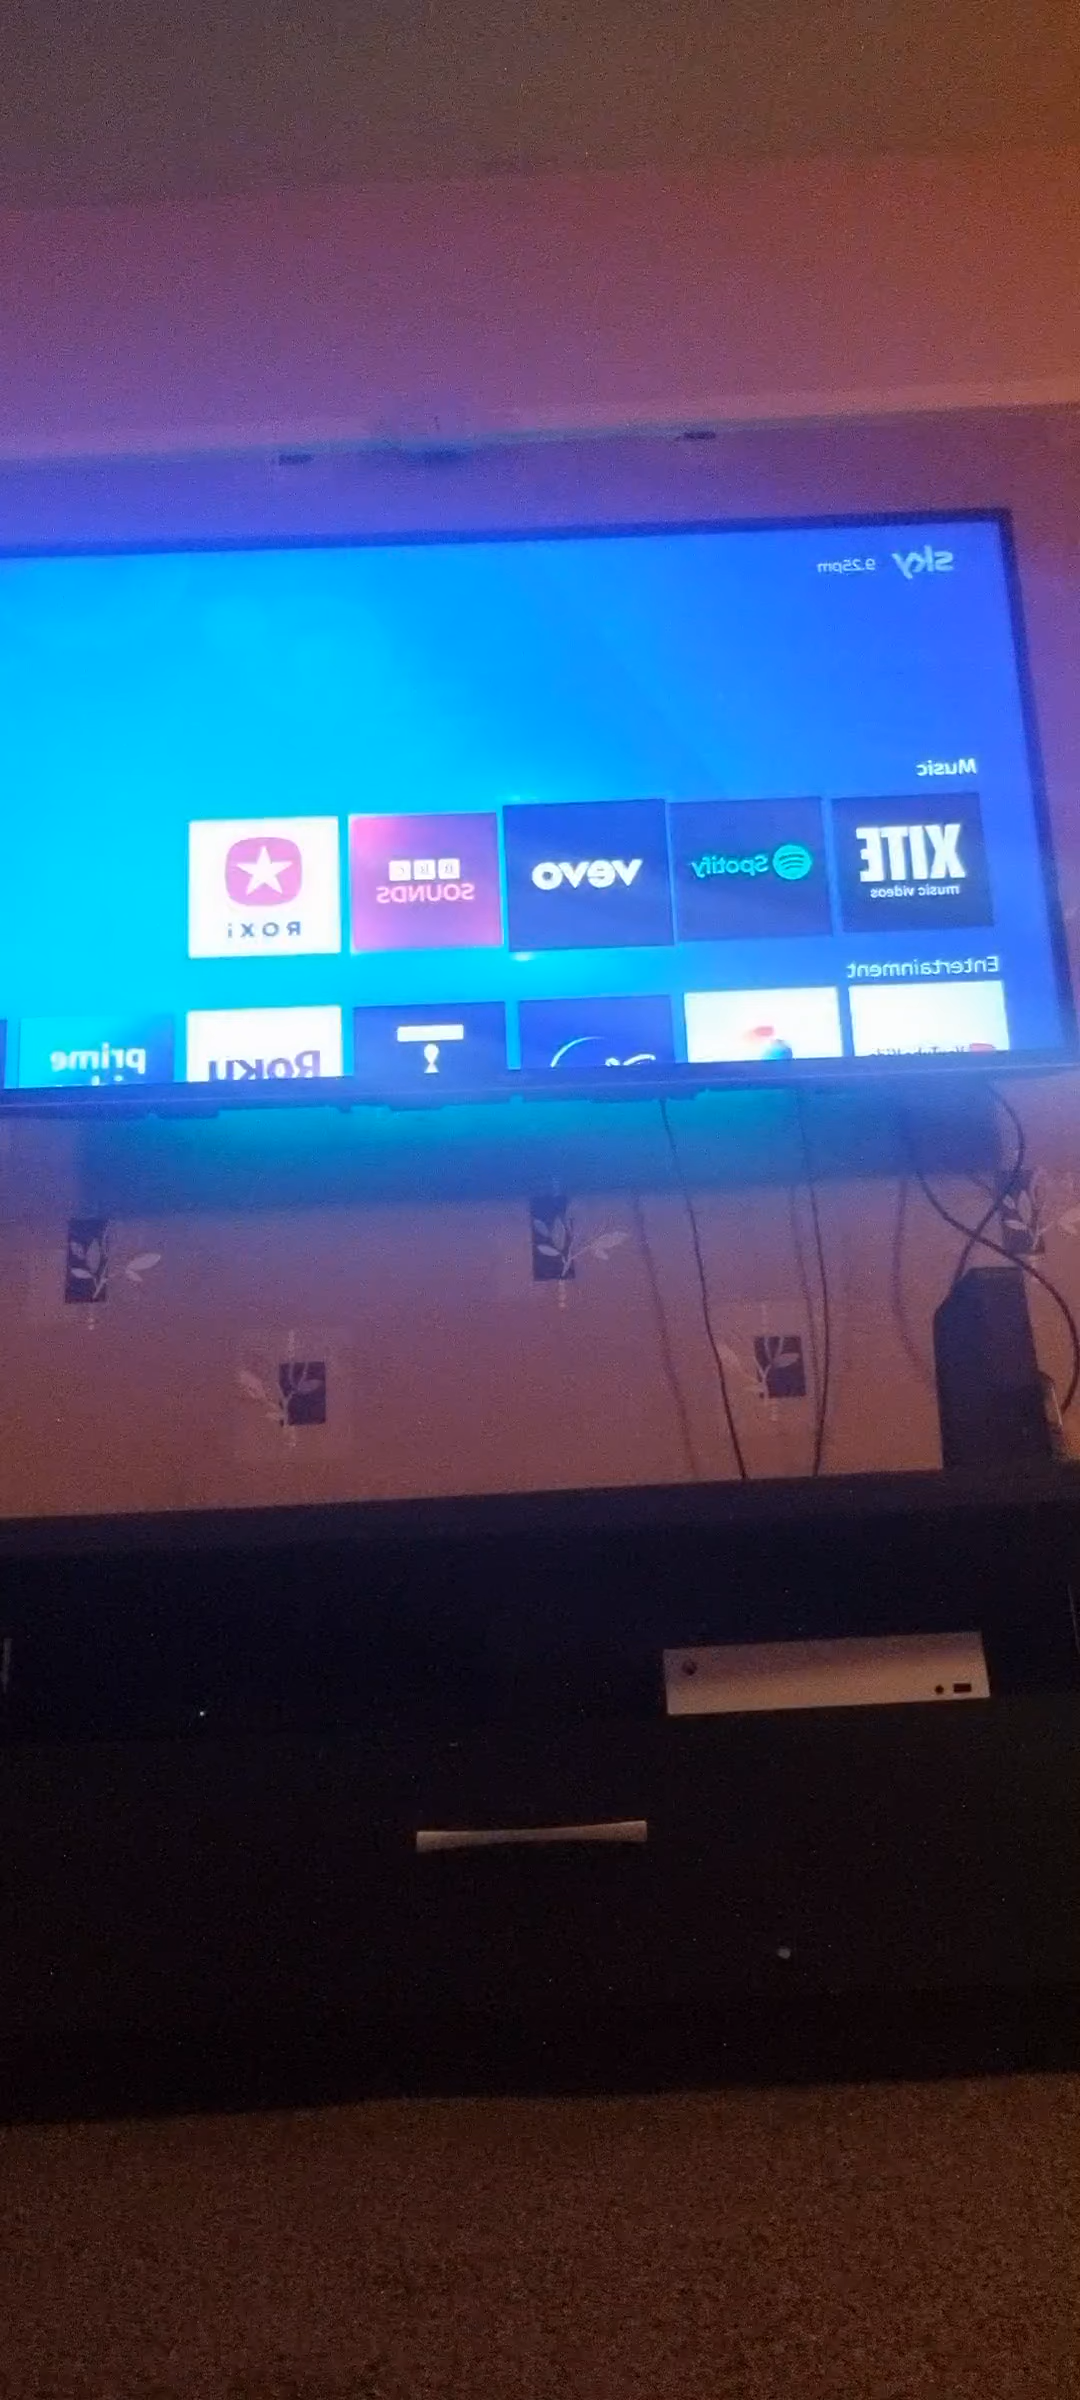 sky 9.25pm
Music
XITE
music videos
Spotify
vevo
BBC
SOUNDS
ROXi
Entertainment
Roku
prime